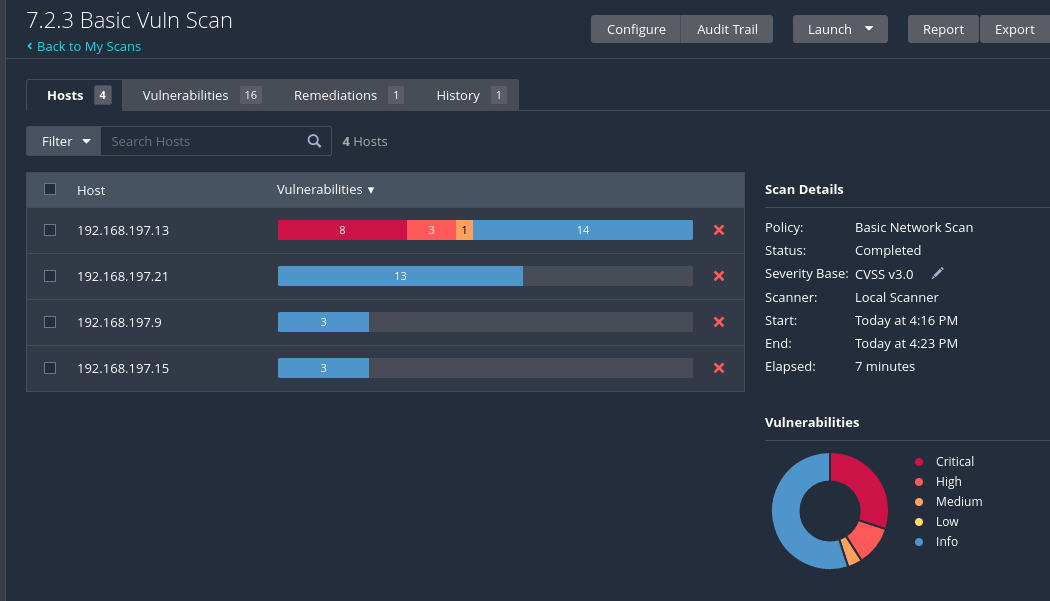 7.2.3 Basic Vuln Scan
‹ Back to My Scans
Configure Audit Trail Launch Report Export
Hosts 4 Vulnerabilities 16 Remediations 1 History 1
Filter Search Hosts 4 Hosts
Host Vulnerabilities ▼
192.168.197.13 8 3 1 14
192.168.197.21 13
192.168.197.9 3
192.168.197.15 3
Scan Details
Policy: Basic Network Scan
Status: Completed
Severity Base: CVSS v3.0
Scanner: Local Scanner
Start: Today at 4:16 PM
End: Today at 4:23 PM
Elapsed: 7 minutes
Vulnerabilities
Critical
High
Medium
Low
Info